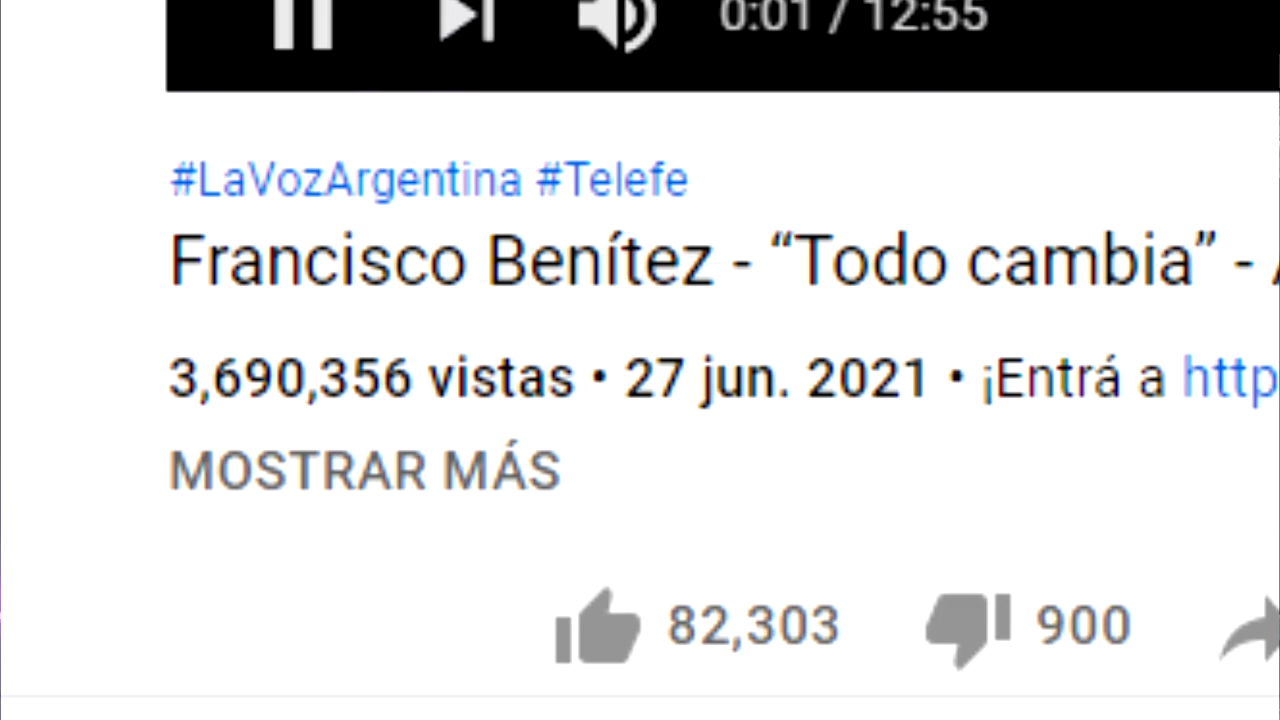 0:01 / 12:55
#LaVozArgentina #Telefe
Francisco Benítez - “Todo cambia” -
3,690,356 vistas • 27 jun. 2021 • ¡Entrá a http
MOSTRAR MÁS
82,303 900